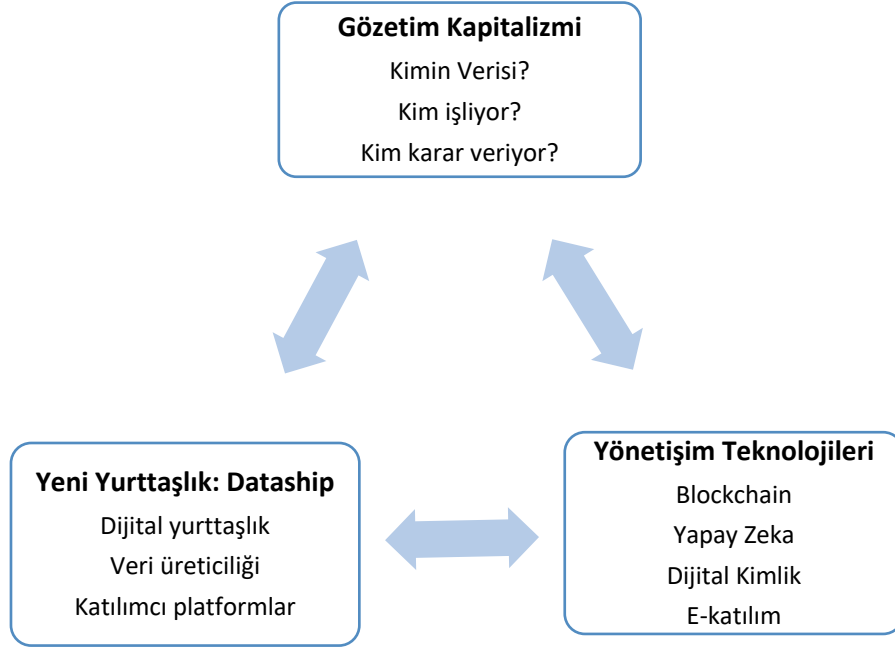 Gözetim Kapitalizmi
Kimin Verisi?
Kim işliyor?
Kim karar veriyor?
Yeni Yurttaşlık: Dataship
Dijital yurttaşlık
Veri üreticiliği
Katılımcı platformlar
Yönetişim Teknolojileri
Blockchain
Yapay Zeka
Dijital Kimlik
E-katılım